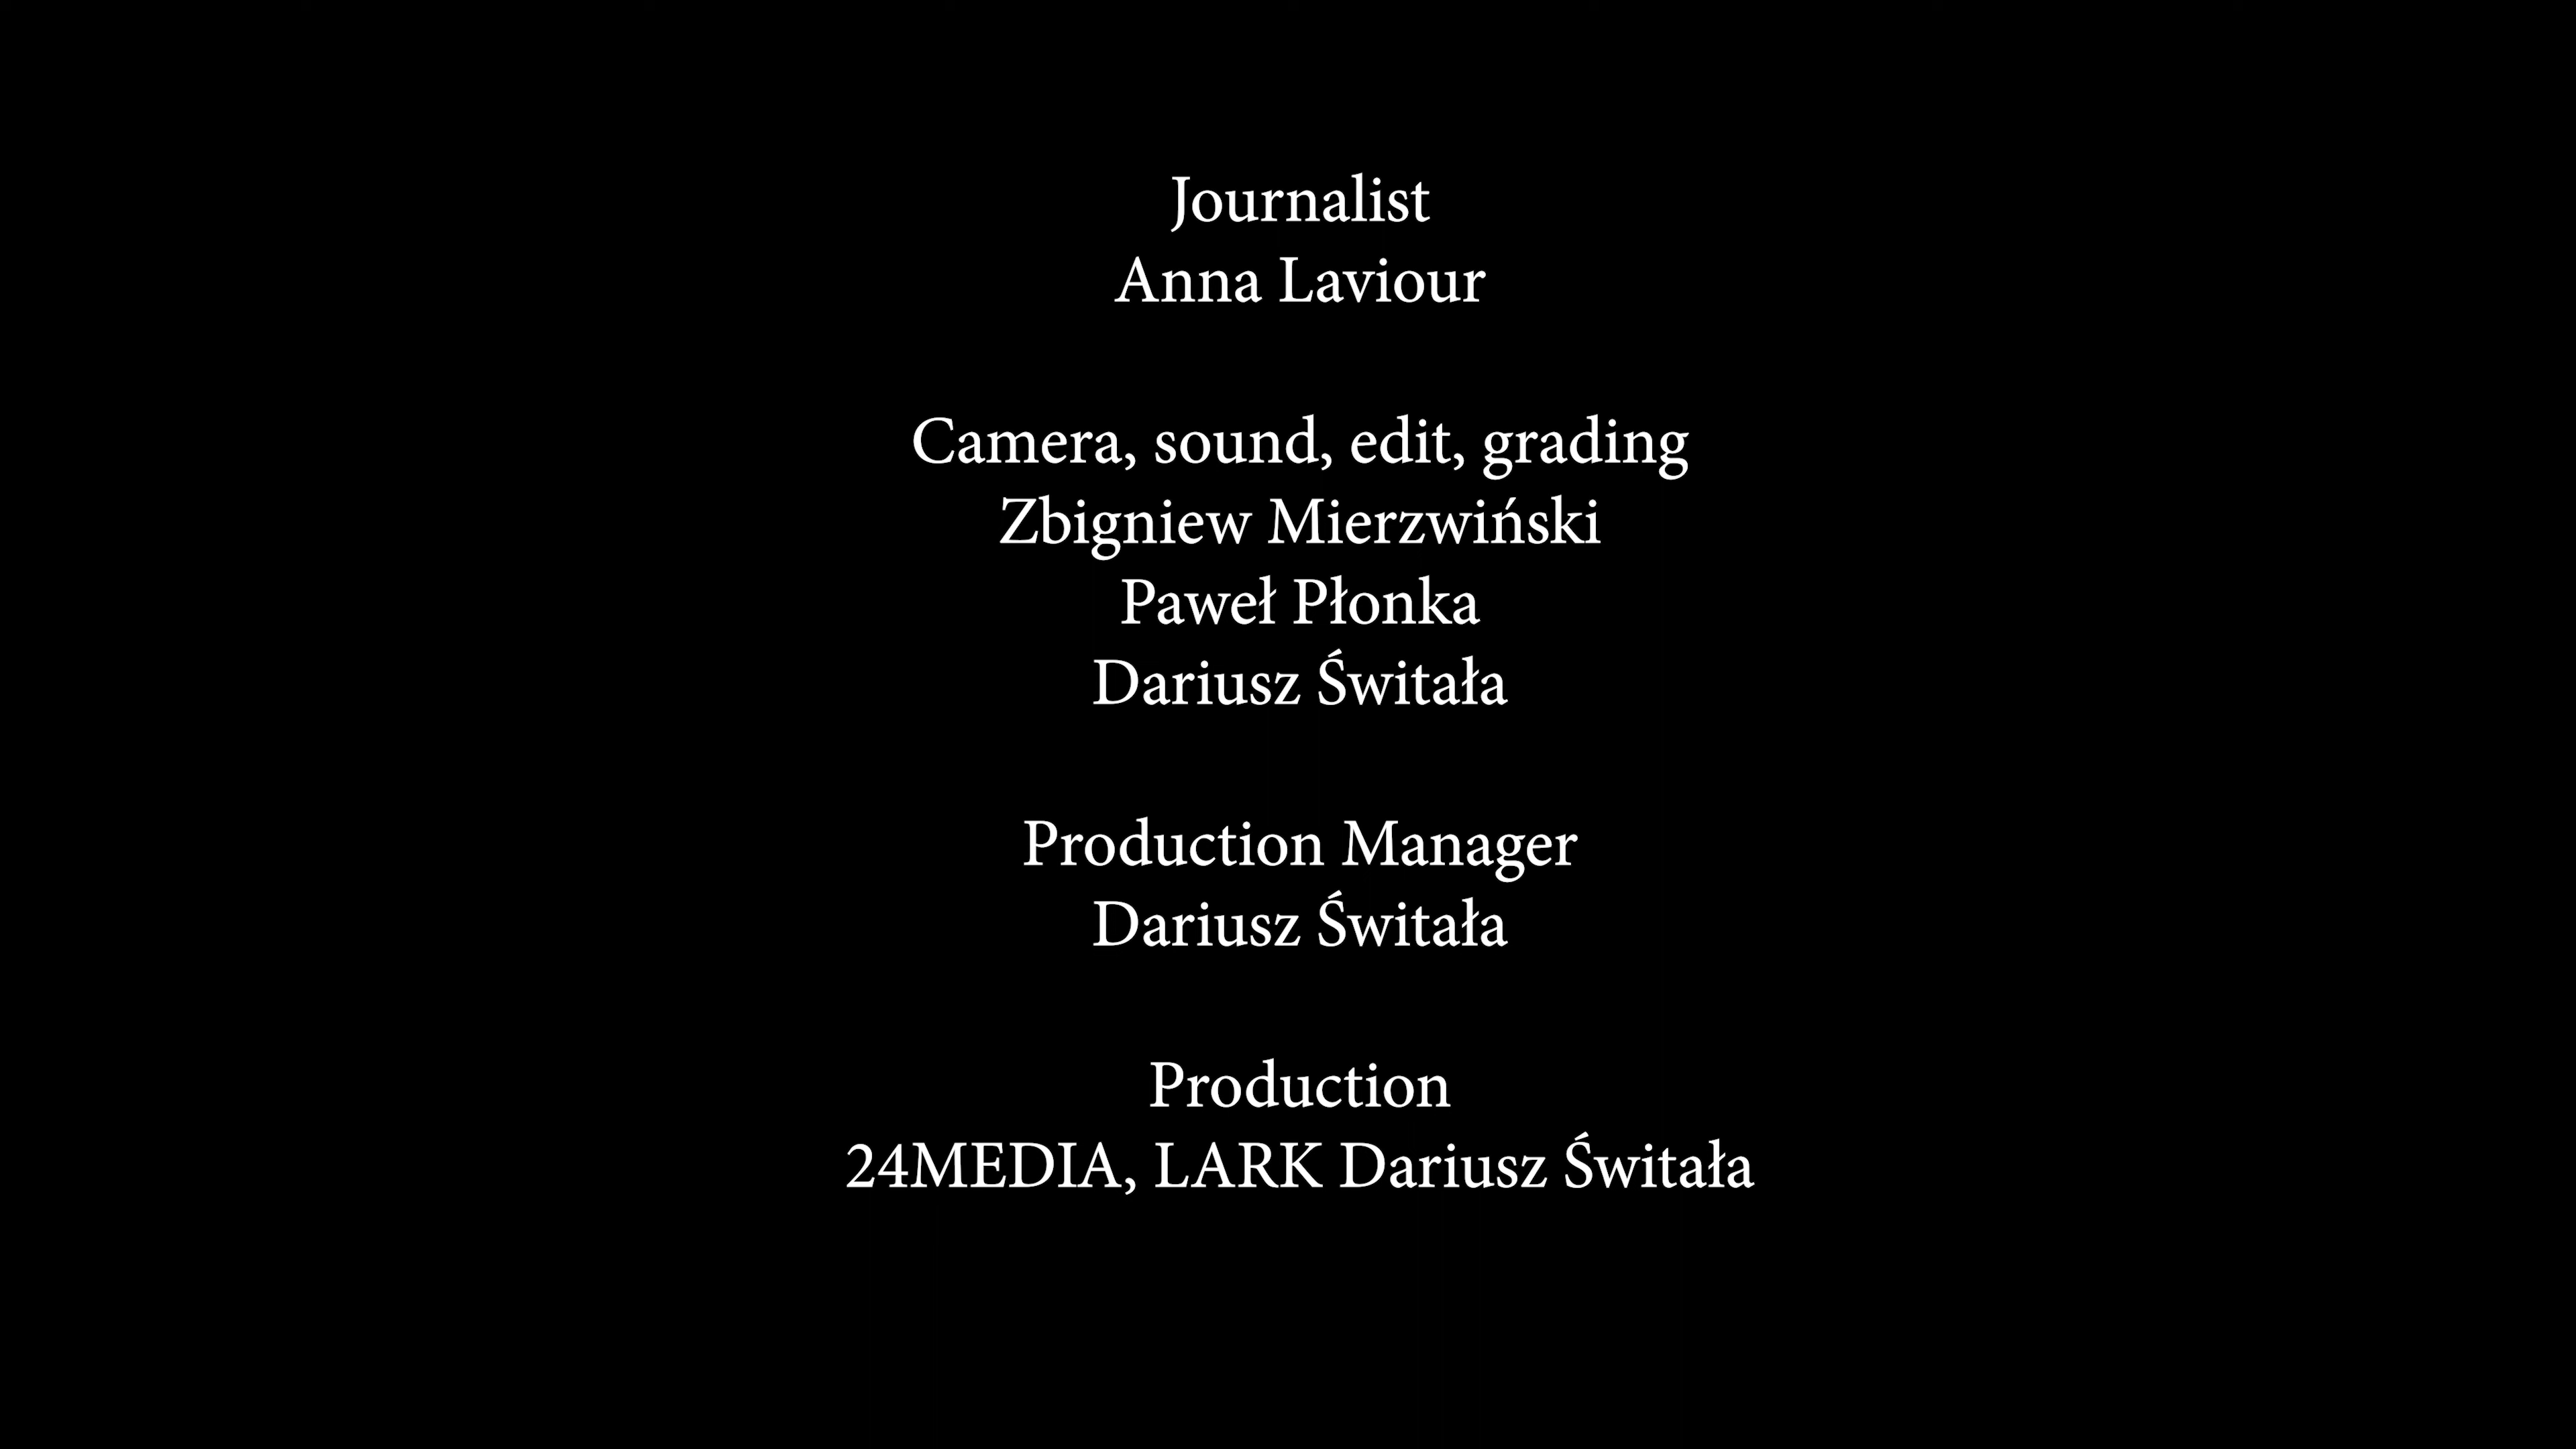 Journalist
Anna Laviour
Camera, sound, edit, grading
Zbigniew Mierzwiński
Paweł Płonka
Dariusz Świtała
Production Manager
Dariusz Świtała
Production
24MEDIA, LARK Dariusz Świtała